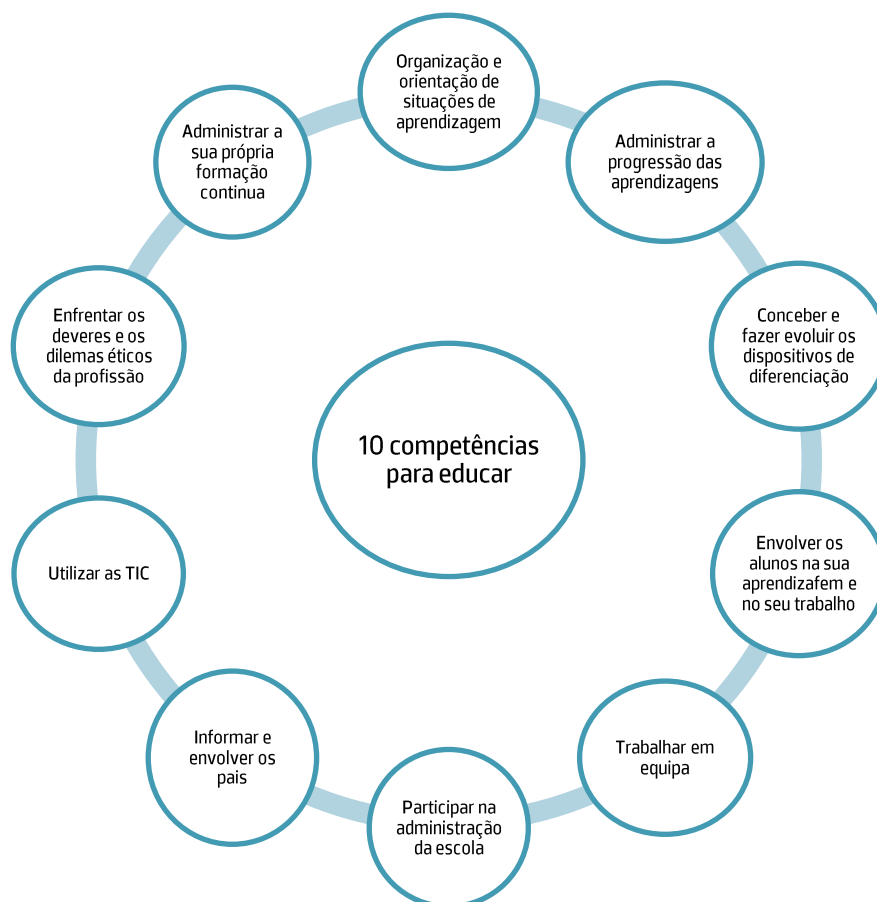 Organização e
orientação de
situações de
aprendizagem
Administrar a
progressão das
aprendizagens
Conceber e
fazer evoluir os
dispositivos de
diferenciação
Envolver os
alunos na sua
aprendizafem e
no seu trabalho
Trabalhar em
equipa
Participar na
administração
da escola
Informar e
envolver os
pais
Utilizar as TIC
Enfrentar os
deveres e os
dilemas éticos
da profissão
Administrar a
sua própria
formação
continua
10 competências
para educar